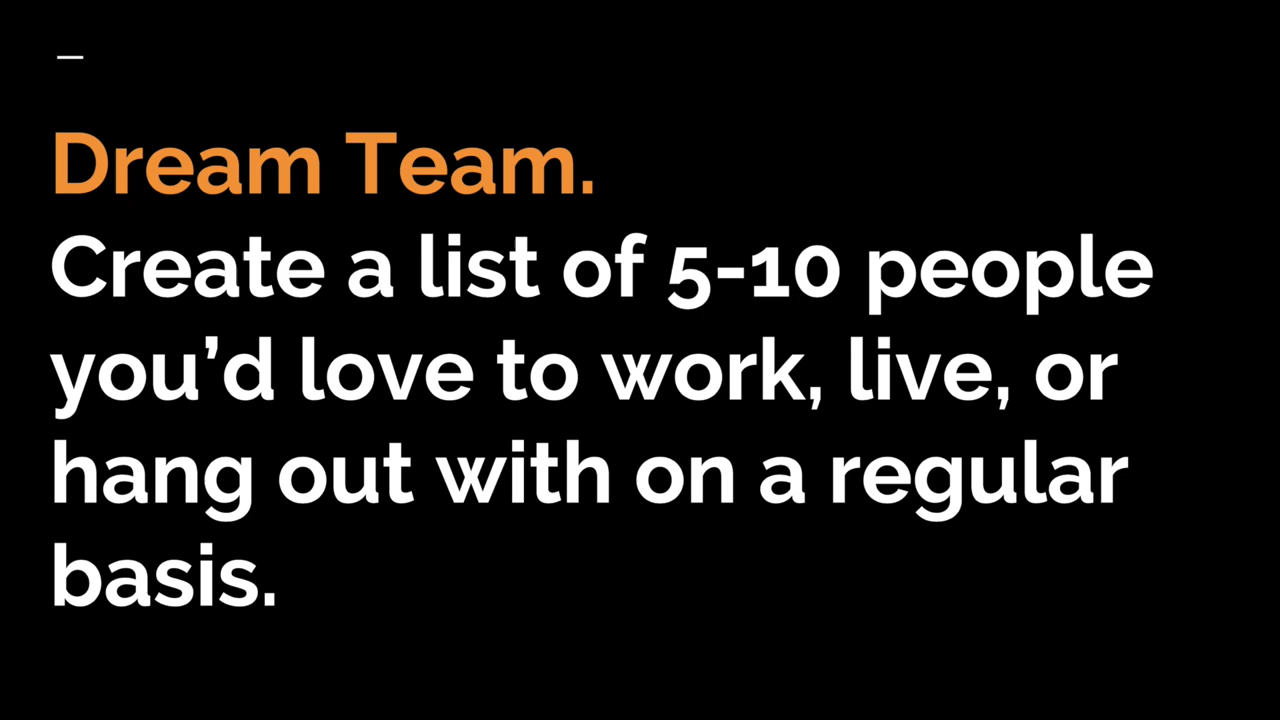 Dream Team.
Create a list of 5-10 people
you’d love to work, live, or
hang out with on a regular
basis.